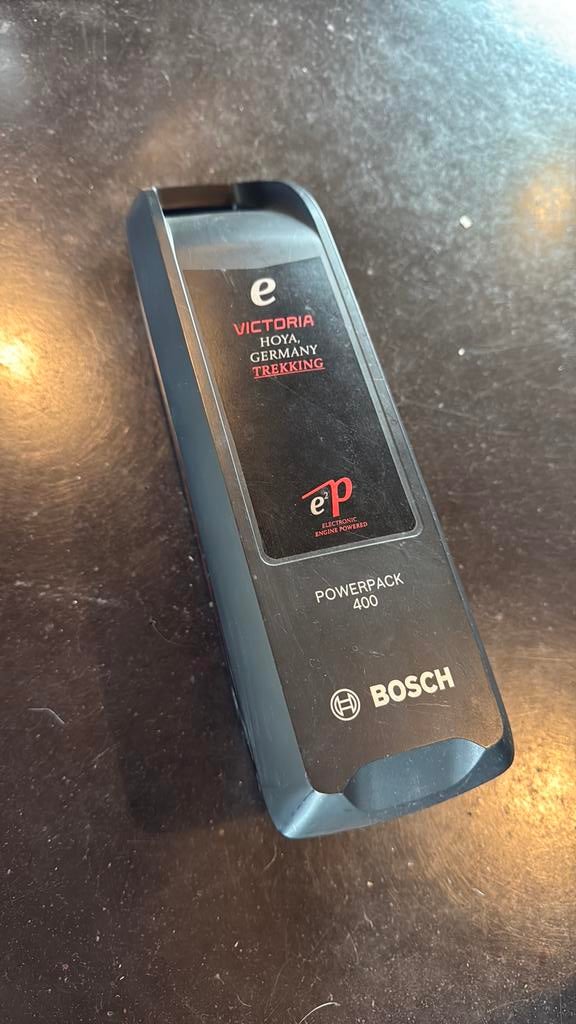 e
VICTORIA
HOYA,
GERMANY
TREKKING
e²p
ELECTRONIC
ENGINE POWERED
POWERPACK
400
BOSCH